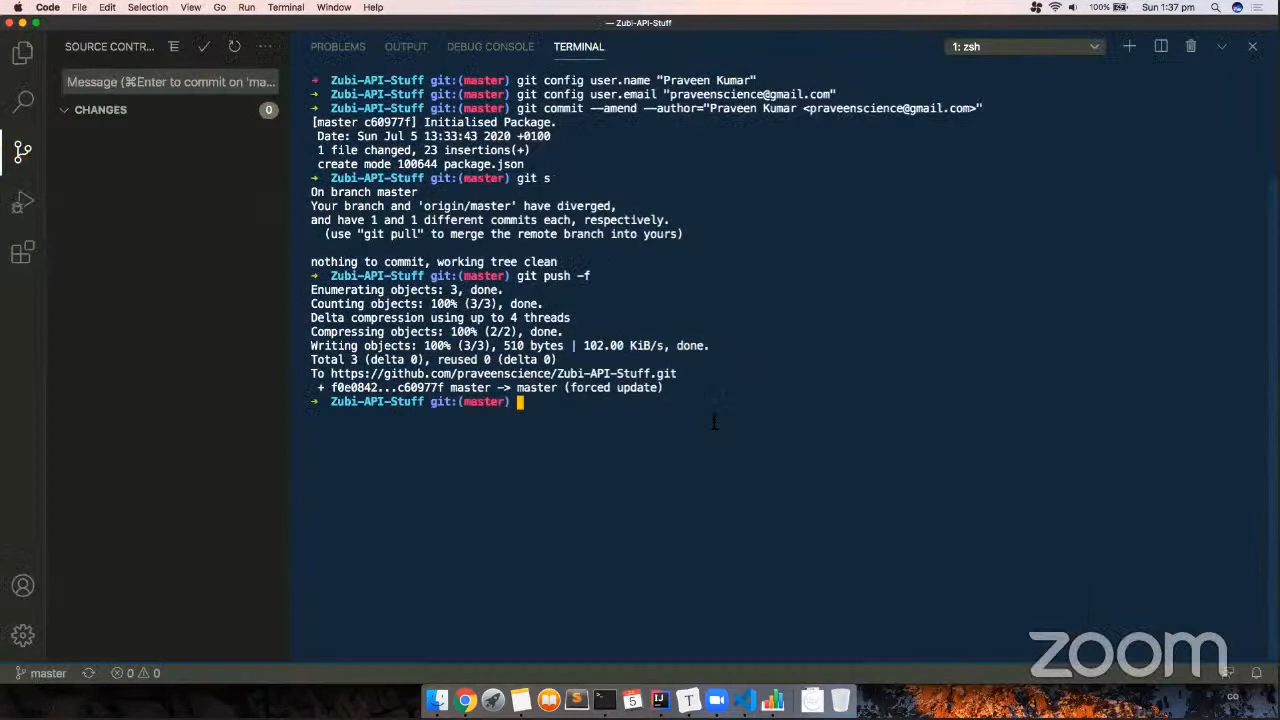 Code File Edit Selection View Go Run Terminal Window Help 100% Sun 1:37 pm
— Zubi-API-Stuff
SOURCE CONTR... PROBLEMS OUTPUT DEBUG CONSOLE TERMINAL 1: zsh
Message (⌘Enter to commit on 'ma...
CHANGES 0
→ Zubi-API-Stuff git:(master) git config user.name "Praveen Kumar"
→ Zubi-API-Stuff git:(master) git config user.email "praveenscience@gmail.com"
→ Zubi-API-Stuff git:(master) git commit --amend --author="Praveen Kumar <praveenscience@gmail.com>"
[master c60977f] Initialised Package.
Date: Sun Jul 5 13:33:43 2020 +0100
1 file changed, 23 insertions(+)
create mode 100644 package.json
→ Zubi-API-Stuff git:(master) git s
On branch master
Your branch and 'origin/master' have diverged,
and have 1 and 1 different commits each, respectively.
(use "git pull" to merge the remote branch into yours)
nothing to commit, working tree clean
→ Zubi-API-Stuff git:(master) git push -f
Enumerating objects: 3, done.
Counting objects: 100% (3/3), done.
Delta compression using up to 4 threads
Compressing objects: 100% (2/2), done.
Writing objects: 100% (3/3), 510 bytes | 102.00 KiB/s, done.
Total 3 (delta 0), reused 0 (delta 0)
To https://github.com/praveenscience/Zubi-API-Stuff.git
+ f0e0842...c60977f master -> master (forced update)
→ Zubi-API-Stuff git:(master)
zoom
master 0 0
5 IJ T